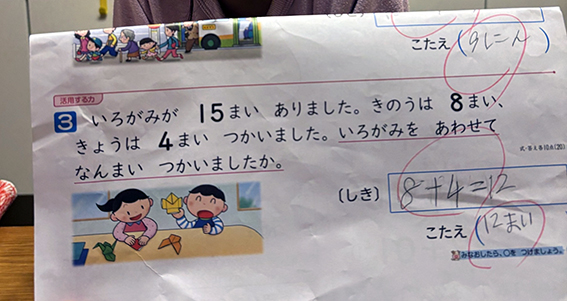 こたえ (9にん)
活用する力
3 いろがみが 15まい ありました。きのうは 8まい、
きょうは 4まい つかいました。いろがみを あわせて
なんまい つかいましたか。
(しき) 8+4=12
こたえ (12まい)
みなおしたら、○を つけましょう。